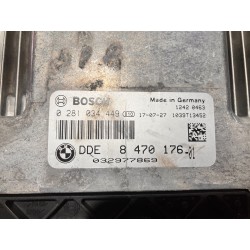 BOSCH
Made in Germany
1242 8463
0 281 034 449
17-07-27 1039T13452
DDE 8 470 176-01
032977869